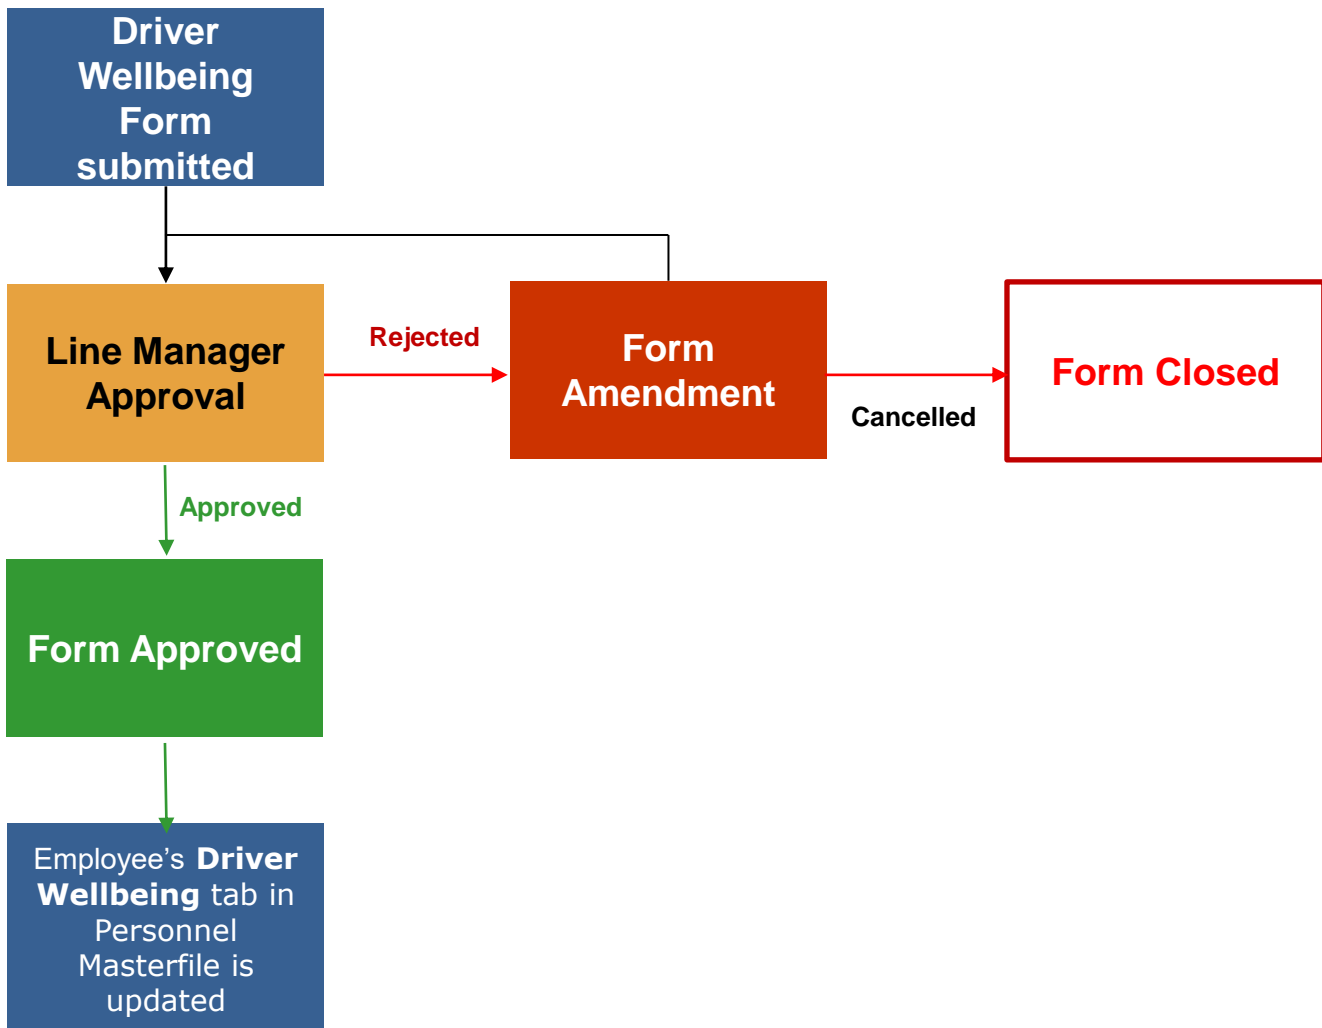 Driver
Wellbeing
Form
submitted
Line Manager
Approval
Rejected
Form
Amendment
Cancelled
Form Closed
Approved
Form Approved
Employee’s Driver
Wellbeing tab in
Personnel
Masterfile is
updated